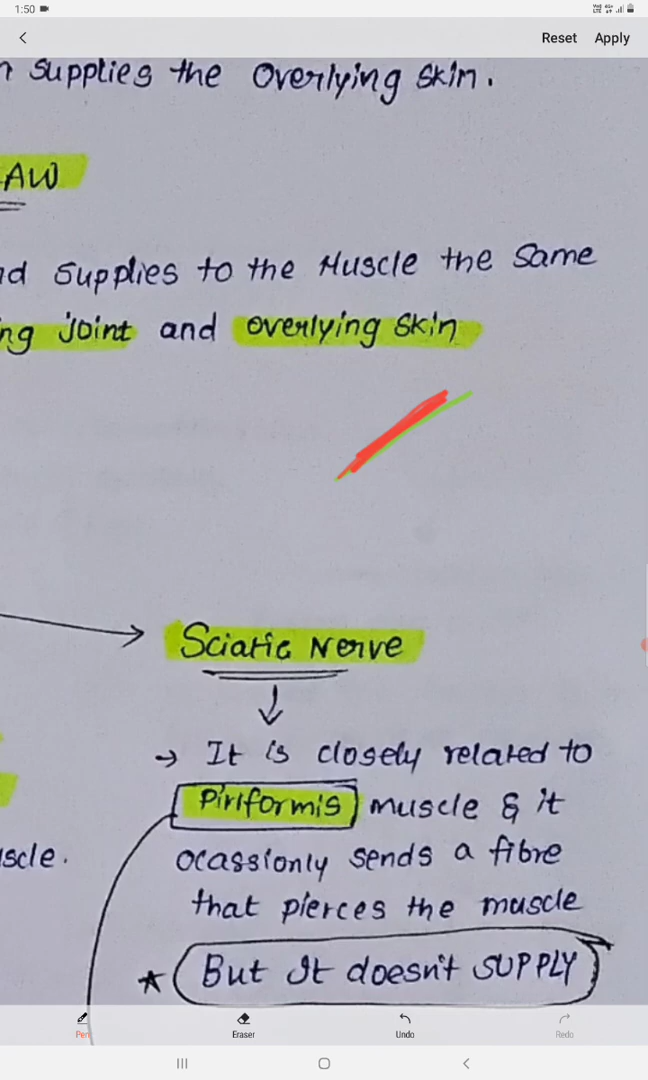 1:50
Reset Apply
n supplies the overlying skin.
AW
nd supplies to the Muscle the Same
ng joint and overlying skin
Sciatic Nerve
→ It is closely related to
Piriformis muscle & it
scle. ocassionly sends a fibre
that pierces the muscle
★ But It doesn't SUPPLY
Pen Eraser Undo Redo